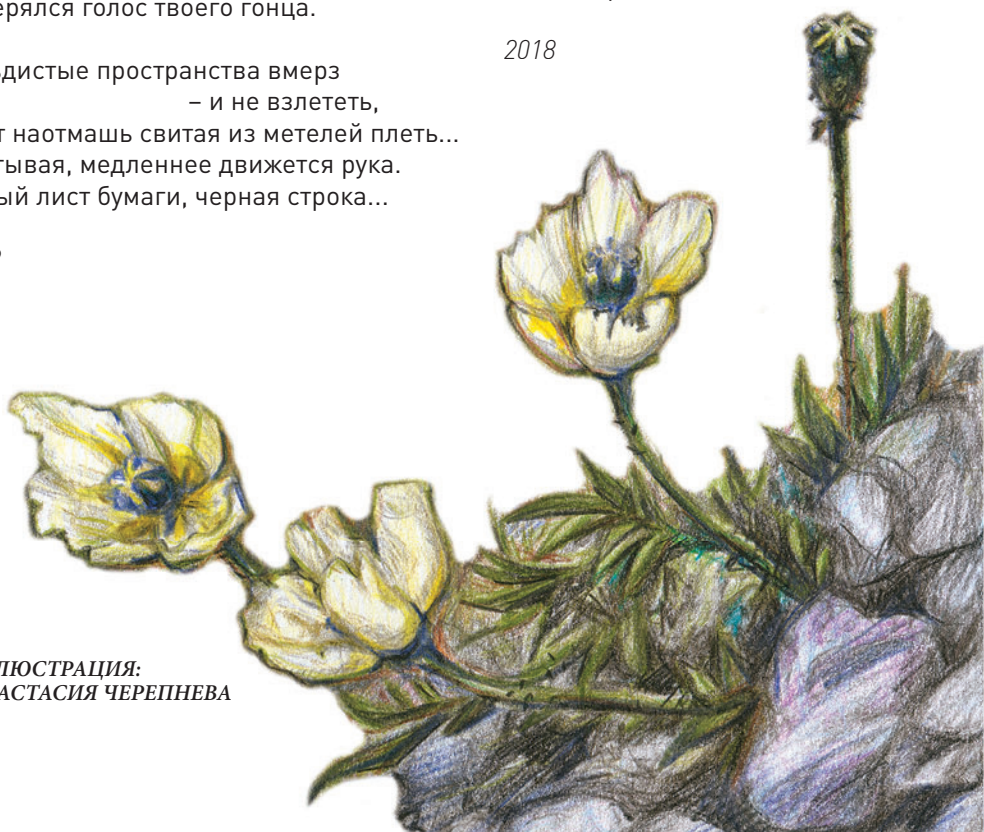 ерялся голос твоего гонца.
дистые пространства вмерз
– и не взлететь,
т наотмашь свитая из метелей плеть...
тывая, медленнее движется рука.
ый лист бумаги, черная строка...
2018
ЛЮСТРАЦИЯ:
АСТАСИЯ ЧЕРЕПНЕВА